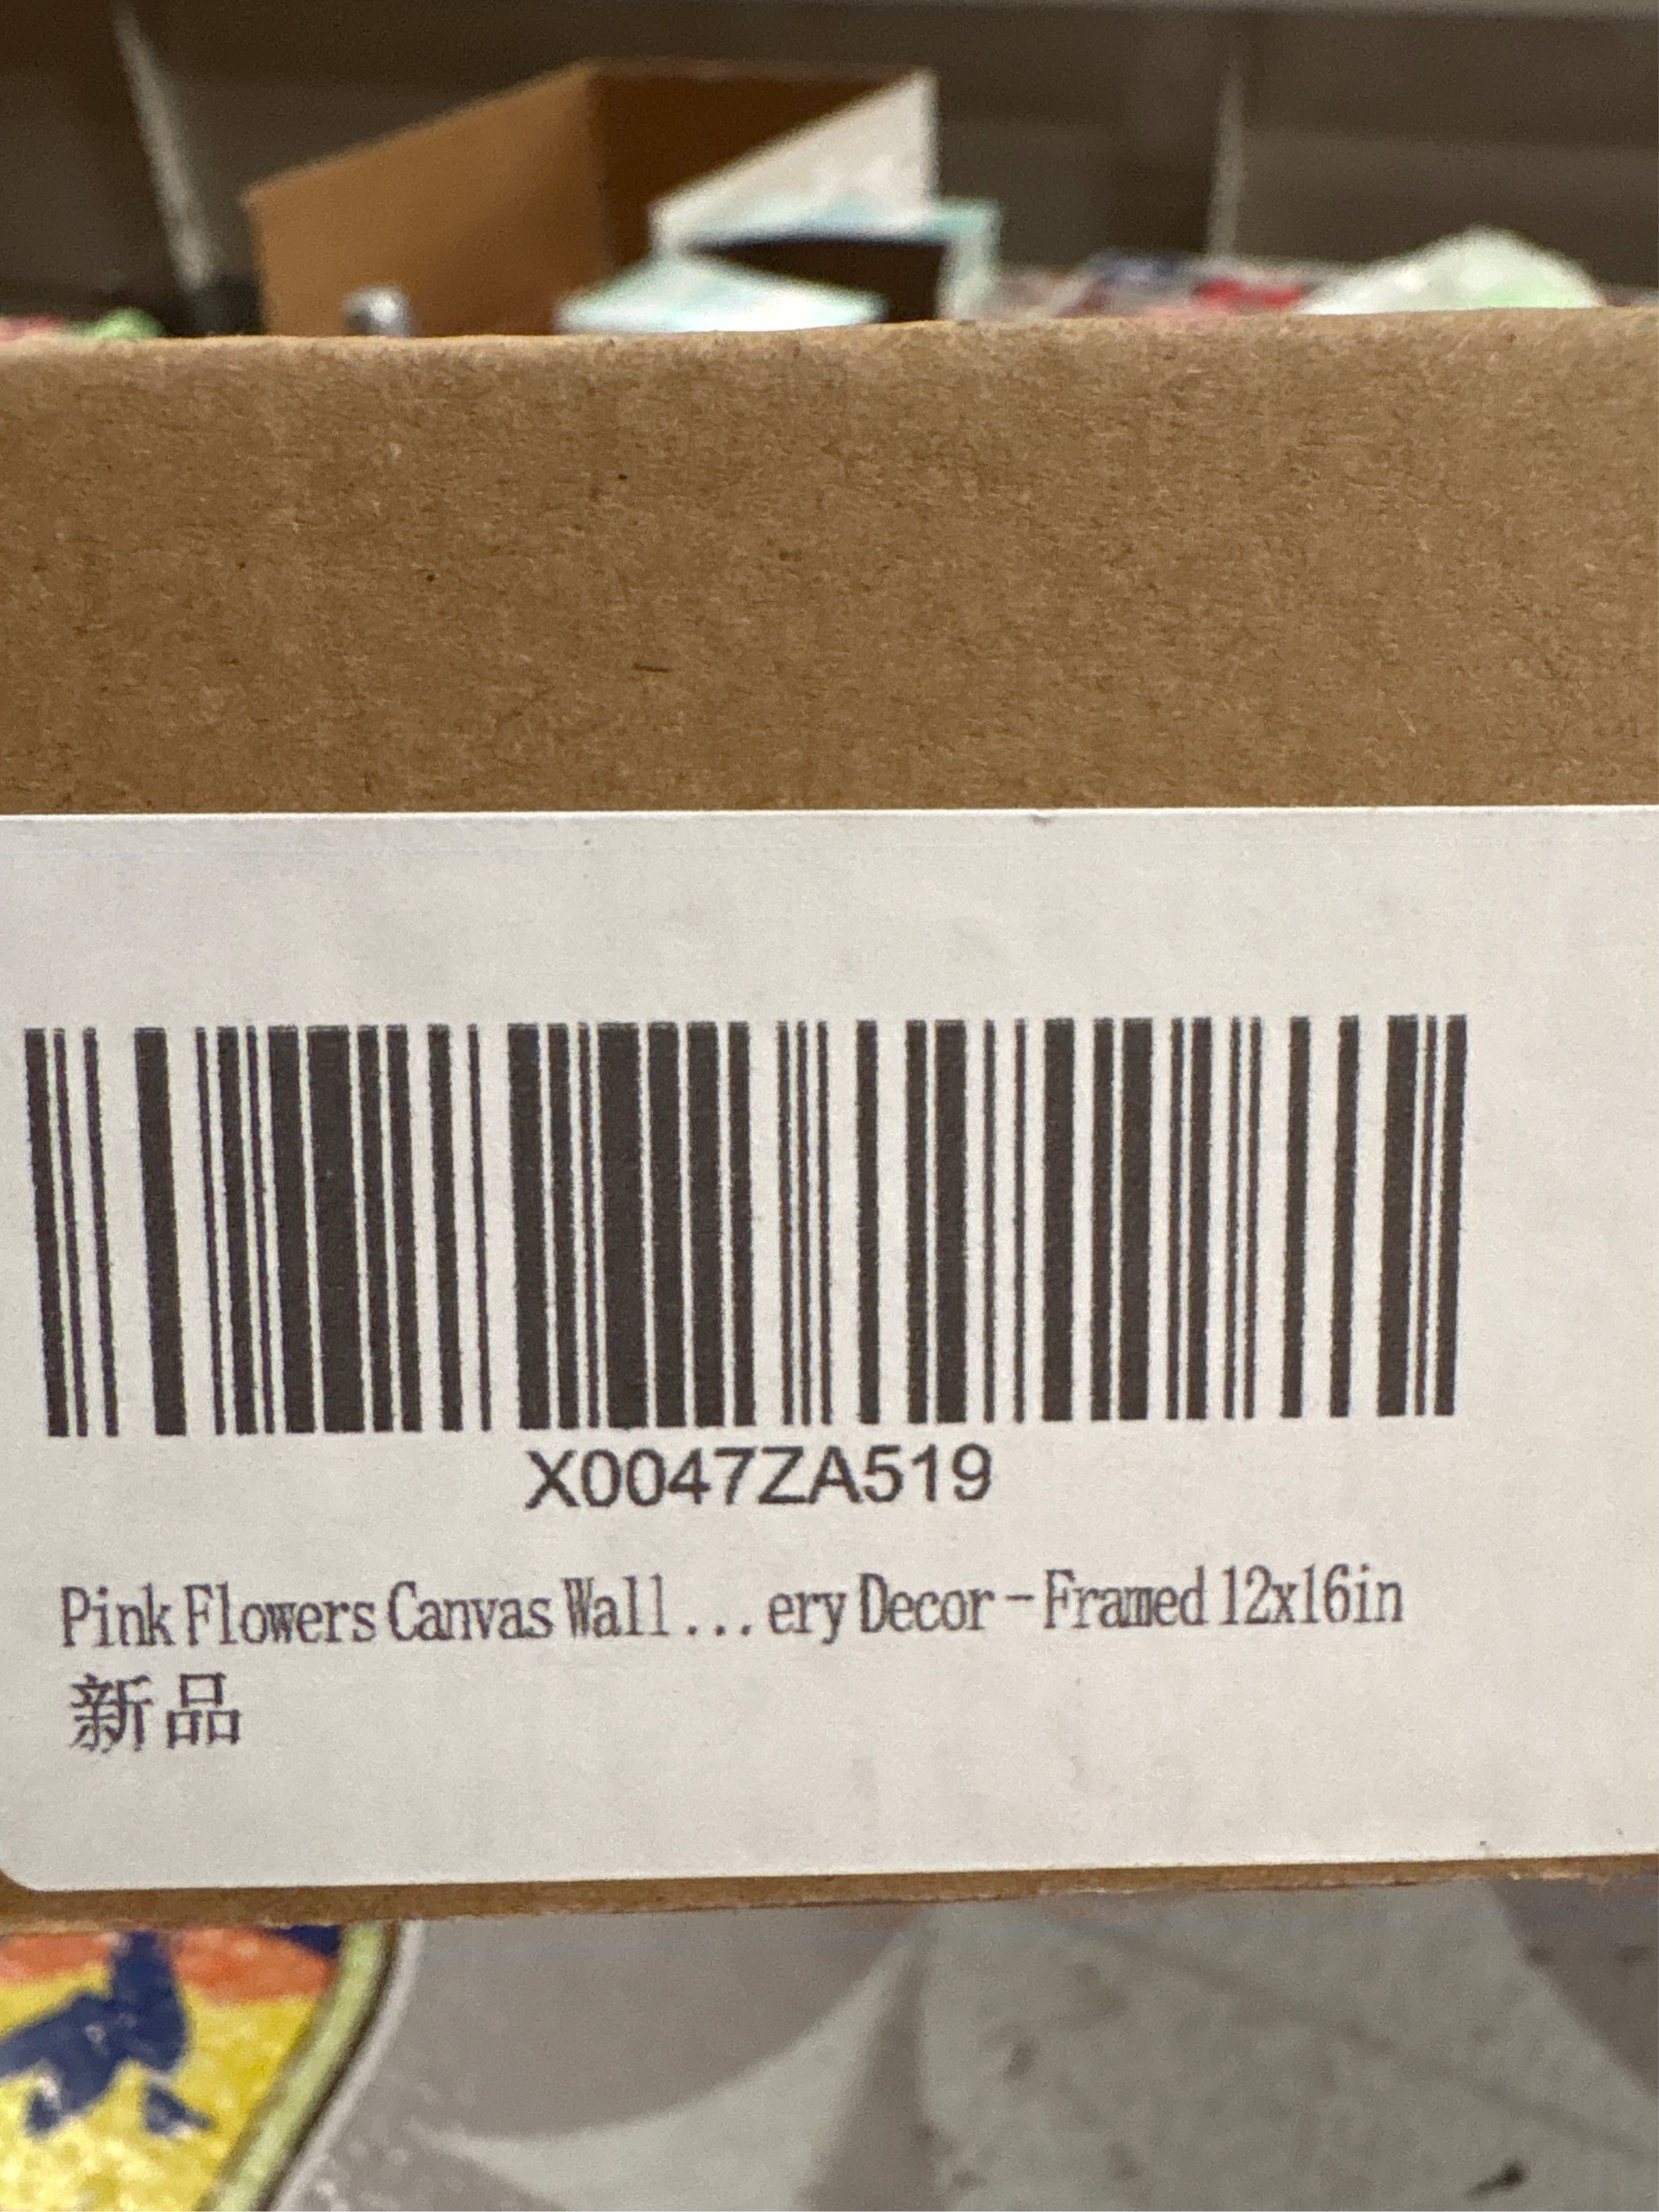 X0047ZA519
Pink Flowers Canvas Wall...ery Decor - Framed 12x16in
新品